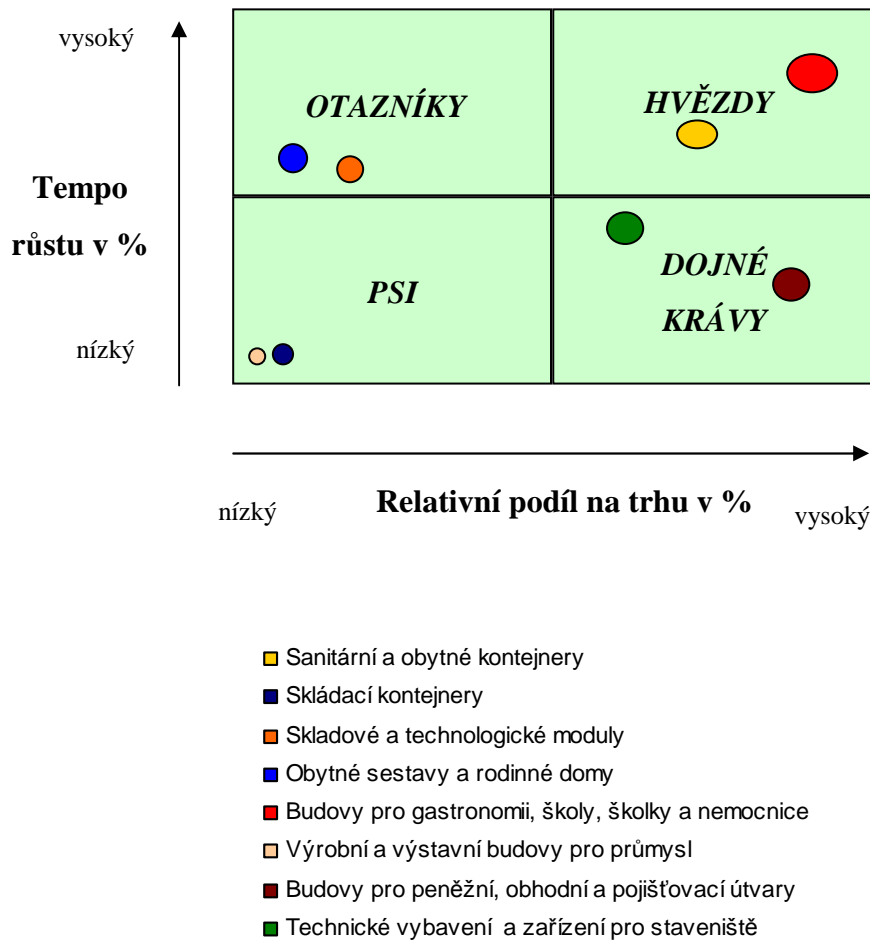 vysoký
OTAZNÍKY
HVĚZDY
Tempo
růstu v %
PSI
DOJNÉ
KRÁVY
nízký
nízký
Relativní podíl na trhu v %
vysoký
Sanitární a obytné kontejnery
Skládací kontejnery
Skladové a technologické moduly
Obytné sestavy a rodinné domy
Budovy pro gastronomii, školy, školky a nemocnice
Výrobní a výstavní budovy pro průmysl
Budovy pro peněžní, obhodní a pojišťovací útvary
Technické vybavení a zařízení pro staveniště